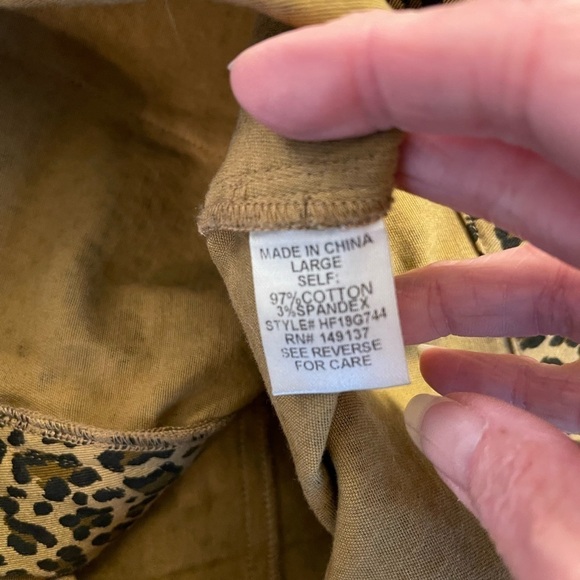 MADE IN CHINA
LARGE
SELF:
97%COTTON
3%SPANDEX
STYLE# HF19G744
RN# 149137
SEE REVERSE
FOR CARE